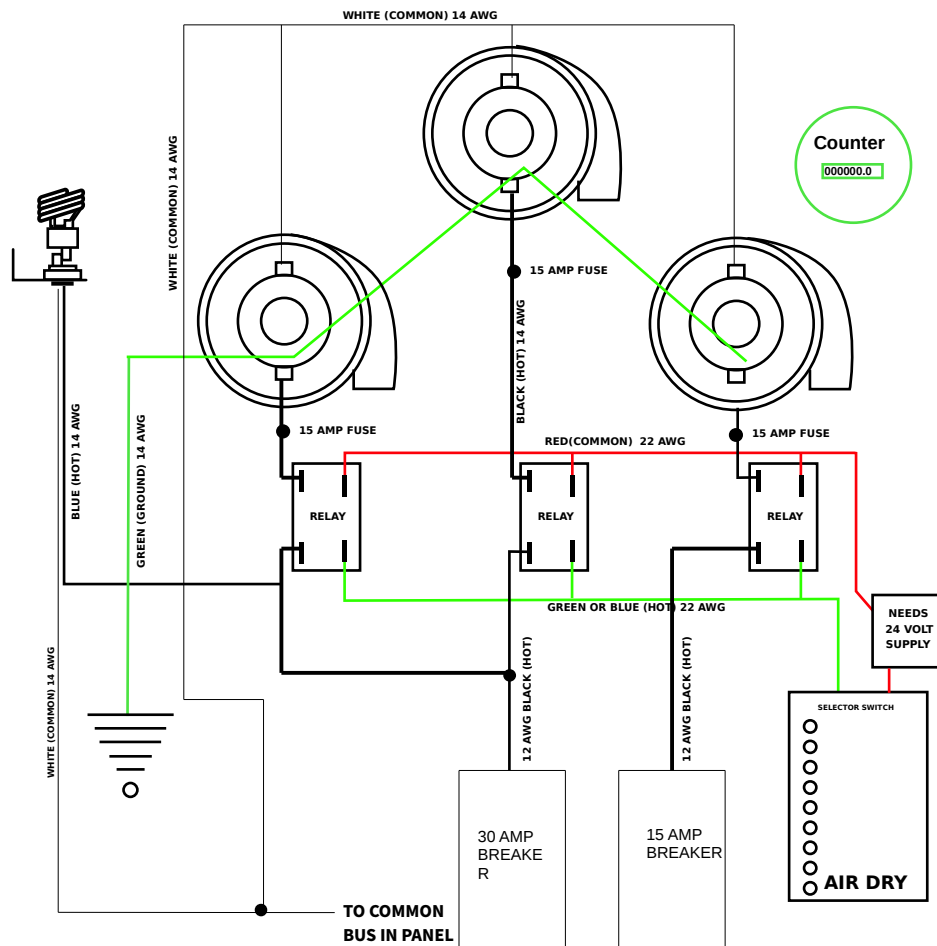 WHITE (COMMON) 14 AWG
Counter
000000.0
WHITE (COMMON) 14 AWG
15 AMP FUSE
BLACK (HOT) 14 AWG
15 AMP FUSE
15 AMP FUSE
RED(COMMON)  22 AWG
BLUE (HOT) 14 AWG
GREEN (GROUND) 14 AWG
RELAY
RELAY
RELAY
GREEN OR BLUE (HOT) 22 AWG
NEEDS
24 VOLT
SUPPLY
WHITE (COMMON) 14 AWG
12 AWG BLACK (HOT)
12 AWG BLACK (HOT)
SELECTOR SWITCH
30 AMP
BREAKE
R
15 AMP
BREAKER
AIR DRY
TO COMMON
BUS IN PANEL